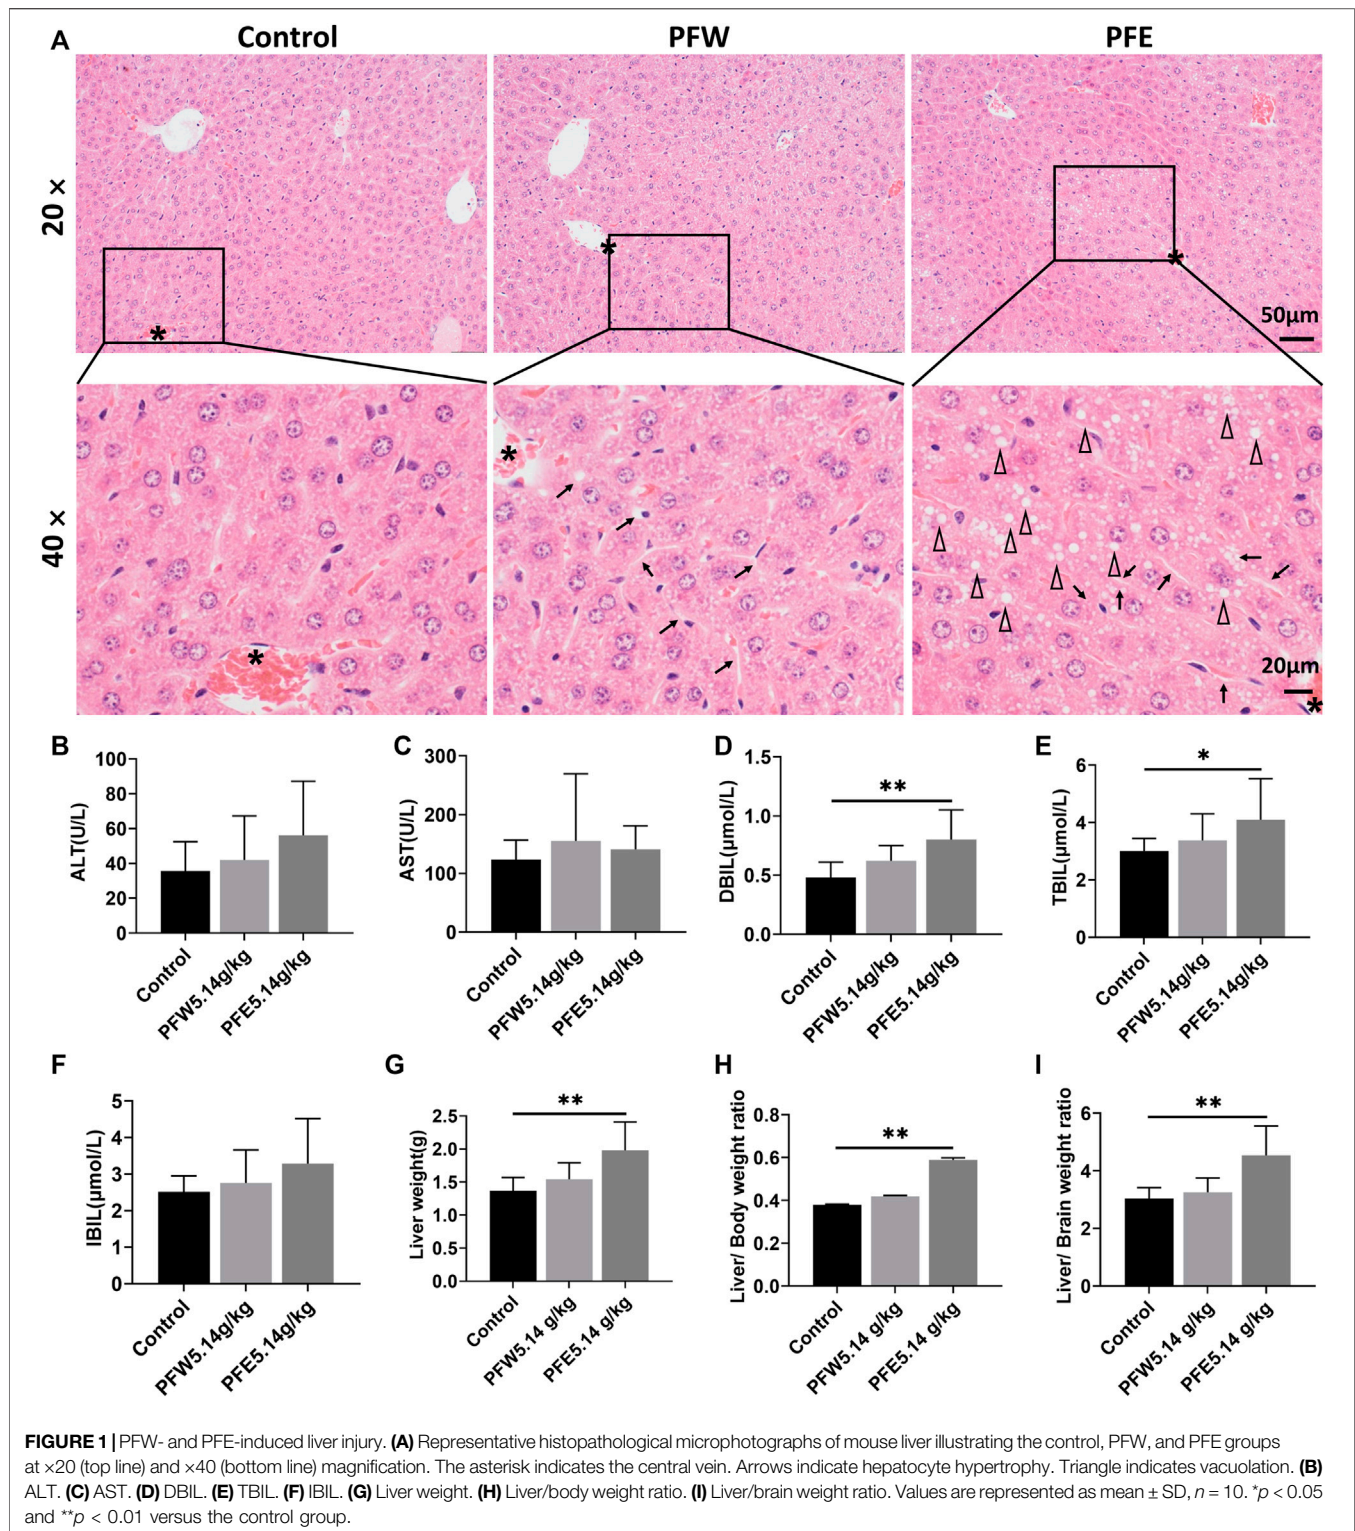 A
Control
PFW
PFE
20 ×
*
*
*
50µm
40 ×
*
*
20µm
*
B
ALT(U/L)
100
80
60
40
20
0
Control
PFW5.14g/kg
PFE5.14g/kg
C
AST(U/L)
300
200
100
0
Control
PFW5.14g/kg
PFE5.14g/kg
D
DBIL(µmol/L)
1.5
1.0
0.5
0.0
**
Control
PFW5.14g/kg
PFE5.14g/kg
E
TBIL(µmol/L)
6
4
2
0
*
Control
PFW5.14g/kg
PFE5.14g/kg
F
IBIL(µmol/L)
5
4
3
2
1
0
Control
PFW5.14g/kg
PFE5.14g/kg
G
Liver weight(g)
2.5
2.0
1.5
1.0
0.5
0.0
**
Control
PFW5.14 g/kg
PFE5.14 g/kg
H
Liver/ Body weight ratio
0.8
0.6
0.4
0.2
0.0
**
Control
PFW5.14 g/kg
PFE5.14 g/kg
I
Liver/ Brain weight ratio
6
4
2
0
**
Control
PFW5.14 g/kg
PFE5.14 g/kg
FIGURE 1 | PFW- and PFE-induced liver injury. (A) Representative histopathological microphotographs of mouse liver illustrating the control, PFW, and PFE groups
at ×20 (top line) and ×40 (bottom line) magnification. The asterisk indicates the central vein. Arrows indicate hepatocyte hypertrophy. Triangle indicates vacuolation. (B)
ALT. (C) AST. (D) DBIL. (E) TBIL. (F) IBIL. (G) Liver weight. (H) Liver/body weight ratio. (I) Liver/brain weight ratio. Values are represented as mean ± SD, n = 10. *p < 0.05
and **p < 0.01 versus the control group.